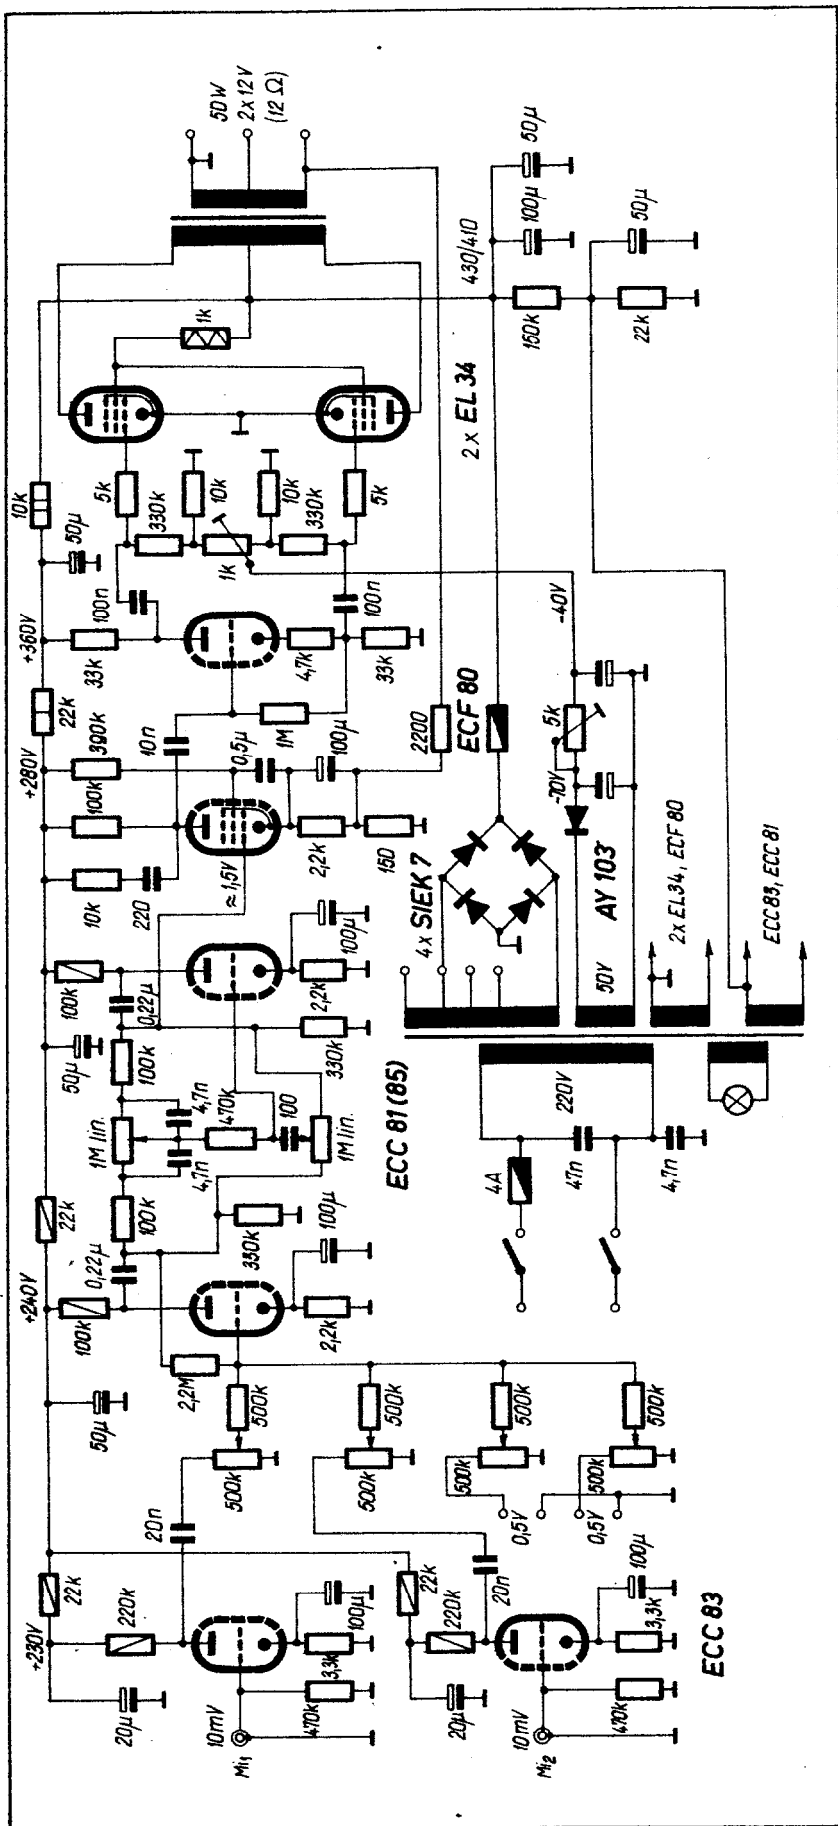 +230V
22k
+240V
22k
+280V
22k
+360V
10k
20µ
220k
50µ
100k
0,22µ
50µ
100k
0,22µ
10k
100k
390k
33k
50µ
20n
2,2M
100k
1M lin.
100k
220
10n
100n
5k
330k
10k
1k
10k
330k
5k
1k
50W
2x12V
(12 Ω)
4,7n
4,7n
470k
100
1M lin.
330k
330k
≈1,5V
0,5µ
1M
4,7k
100n
33k
10mV
Mi1
470k
3,3k
100µ
500k
500k
2,2k
100µ
2,2k
100µ
2,2k
100µ
150
2200
22k
220k
20n
500k
500k
ECC 81 (85)
4x SIEK 7
ECF 80
2x EL 34
430/410
100µ
50µ
20µ
10mV
Mi2
470k
3,3k
100µ
500k
500k
0,5V
500k
500k
0,5V
4A
47n
4,7n
220V
50V
AY 103
-70V
5k
-40V
150k
22k
50µ
2x EL34, ECF 80
ECC 83, ECC 81
ECC 83